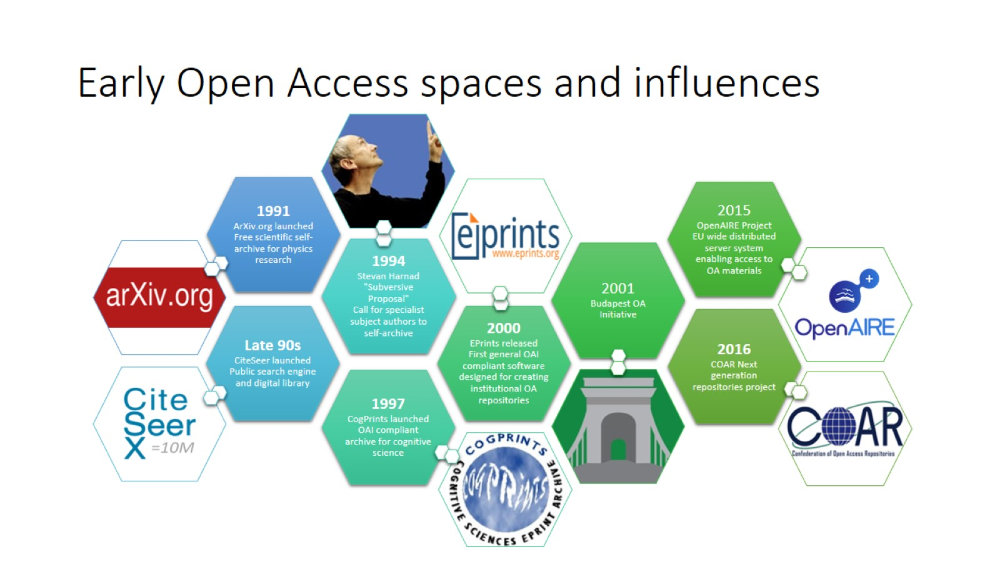 Early Open Access spaces and influences
arXiv.org
1991
ArXiv.org launched
Free scientific self-
archive for physics
research
Late 90s
CiteSeer launched
Public search engine
and digital library
Cite
Seer
X =10M
1994
Stevan Harnad
"Subversive
Proposal"
Call for specialist
subject authors to
self-archive
1997
CogPrints launched
OAI compliant
archive for cognitive
science
COGPRINTS
COGPRINTS
COGNITIVE SCIENCES EPRINT ARCHIVE
eprints
www.eprints.org
2000
EPrints released
First general OAI
compliant software
designed for creating
institutional OA
repositories
2001
Budapest OA
Initiative
2015
OpenAIRE Project
EU wide distributed
server system
enabling access to
OA materials
OpenAIRE
2016
COAR Next
generation
repositories project
COAR
Confederation of Open Access Repositories